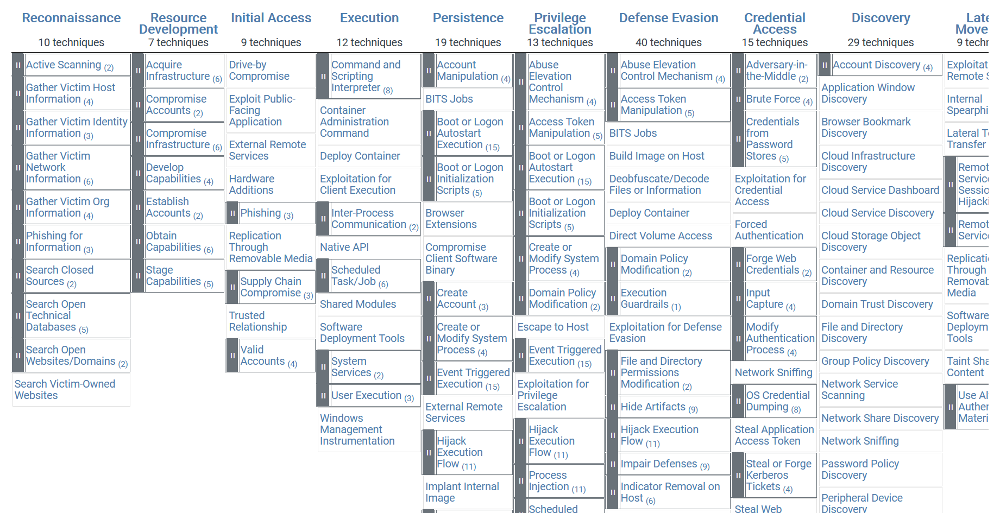 Reconnaissance
10 techniques
Active Scanning (2)
Gather Victim Host
Information (4)
Gather Victim Identity
Information (3)
Gather Victim
Network
Information (6)
Gather Victim Org
Information (4)
Phishing for
Information (3)
Search Closed
Sources (2)
Search Open
Technical
Databases (5)
Search Open
Websites/Domains (2)
Search Victim-Owned
Websites
Resource
Development
7 techniques
Acquire
Infrastructure (6)
Compromise
Accounts (2)
Compromise
Infrastructure (6)
Develop
Capabilities (4)
Establish
Accounts (2)
Obtain
Capabilities (6)
Stage
Capabilities (5)
Initial Access
9 techniques
Drive-by
Compromise
Exploit Public-
Facing
Application
External Remote
Services
Hardware
Additions
Phishing (3)
Replication
Through
Removable Media
Supply Chain
Compromise (3)
Trusted
Relationship
Valid
Accounts (4)
Execution
12 techniques
Command and
Scripting
Interpreter (8)
Container
Administration
Command
Deploy Container
Exploitation for
Client Execution
Inter-Process
Communication (2)
Native API
Scheduled
Task/Job (6)
Shared Modules
Software
Deployment Tools
System
Services (2)
User Execution (3)
Windows
Management
Instrumentation
Persistence
19 techniques
Account
Manipulation (4)
BITS Jobs
Boot or Logon
Autostart
Execution (15)
Boot or Logon
Initialization
Scripts (5)
Browser
Extensions
Compromise
Client Software
Binary
Create
Account (3)
Create or
Modify System
Process (4)
Event Triggered
Execution (15)
External Remote
Services
Hijack
Execution
Flow (11)
Implant Internal
Image
Privilege
Escalation
13 techniques
Abuse
Elevation
Control
Mechanism (4)
Access Token
Manipulation (5)
Boot or Logon
Autostart
Execution (15)
Boot or Logon
Initialization
Scripts (5)
Create or
Modify System
Process (4)
Domain Policy
Modification (2)
Escape to Host
Event Triggered
Execution (15)
Exploitation for
Privilege
Escalation
Hijack
Execution
Flow (11)
Process
Injection (11)
Scheduled
Defense Evasion
40 techniques
Abuse Elevation
Control Mechanism (4)
Access Token
Manipulation (5)
BITS Jobs
Build Image on Host
Deobfuscate/Decode
Files or Information
Deploy Container
Direct Volume Access
Domain Policy
Modification (2)
Execution
Guardrails (1)
Exploitation for Defense
Evasion
File and Directory
Permissions
Modification (2)
Hide Artifacts (9)
Hijack Execution
Flow (11)
Impair Defenses (9)
Indicator Removal on
Host (6)
Credential
Access
15 techniques
Adversary-in-
the-Middle (2)
Brute Force (4)
Credentials
from
Password
Stores (5)
Exploitation for
Credential
Access
Forced
Authentication
Forge Web
Credentials (2)
Input
Capture (4)
Modify
Authentication
Process (4)
Network Sniffing
OS Credential
Dumping (8)
Steal Application
Access Token
Steal or Forge
Kerberos
Tickets (4)
Steal Web
Discovery
29 techniques
Account Discovery (4)
Application Window
Discovery
Browser Bookmark
Discovery
Cloud Infrastructure
Discovery
Cloud Service Dashboard
Cloud Service Discovery
Cloud Storage Object
Discovery
Container and Resource
Discovery
Domain Trust Discovery
File and Directory
Discovery
Group Policy Discovery
Network Service
Scanning
Network Share Discovery
Network Sniffing
Password Policy
Discovery
Peripheral Device
Discovery
Late
Move
9 techn
Exploitat
Remote S
Internal
Spearphi
Lateral T
Transfer
Remot
Servic
Sessio
Hijack
Remot
Servic
Replicati
Through
Removab
Media
Software
Deploym
Tools
Taint Sha
Content
Use Al
Auther
Materi